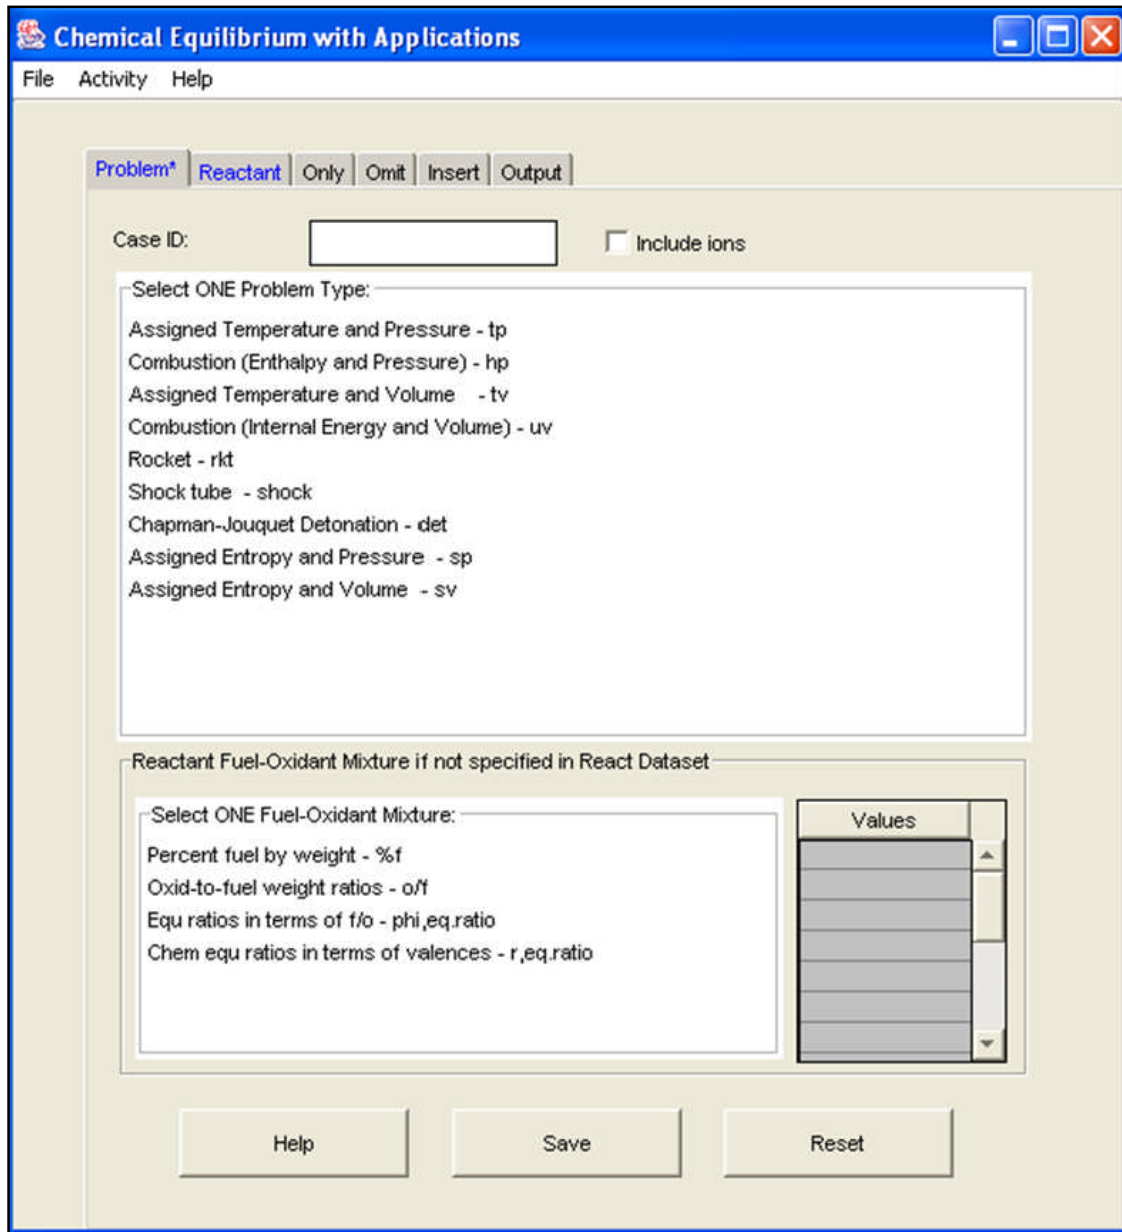 Chemical Equilibrium with Applications
File Activity Help
Problem* Reactant Only Omit Insert Output
Case ID: Include ions
Select ONE Problem Type:
Assigned Temperature and Pressure - tp
Combustion (Enthalpy and Pressure) - hp
Assigned Temperature and Volume - tv
Combustion (Internal Energy and Volume) - uv
Rocket - rkt
Shock tube - shock
Chapman-Jouquet Detonation - det
Assigned Entropy and Pressure - sp
Assigned Entropy and Volume - sv
Reactant Fuel-Oxidant Mixture if not specified in React Dataset
Select ONE Fuel-Oxidant Mixture: Values
Percent fuel by weight - %f
Oxid-to-fuel weight ratios - o/f
Equ ratios in terms of f/o - phi,eq.ratio
Chem equ ratios in terms of valences - r,eq.ratio
Help Save Reset